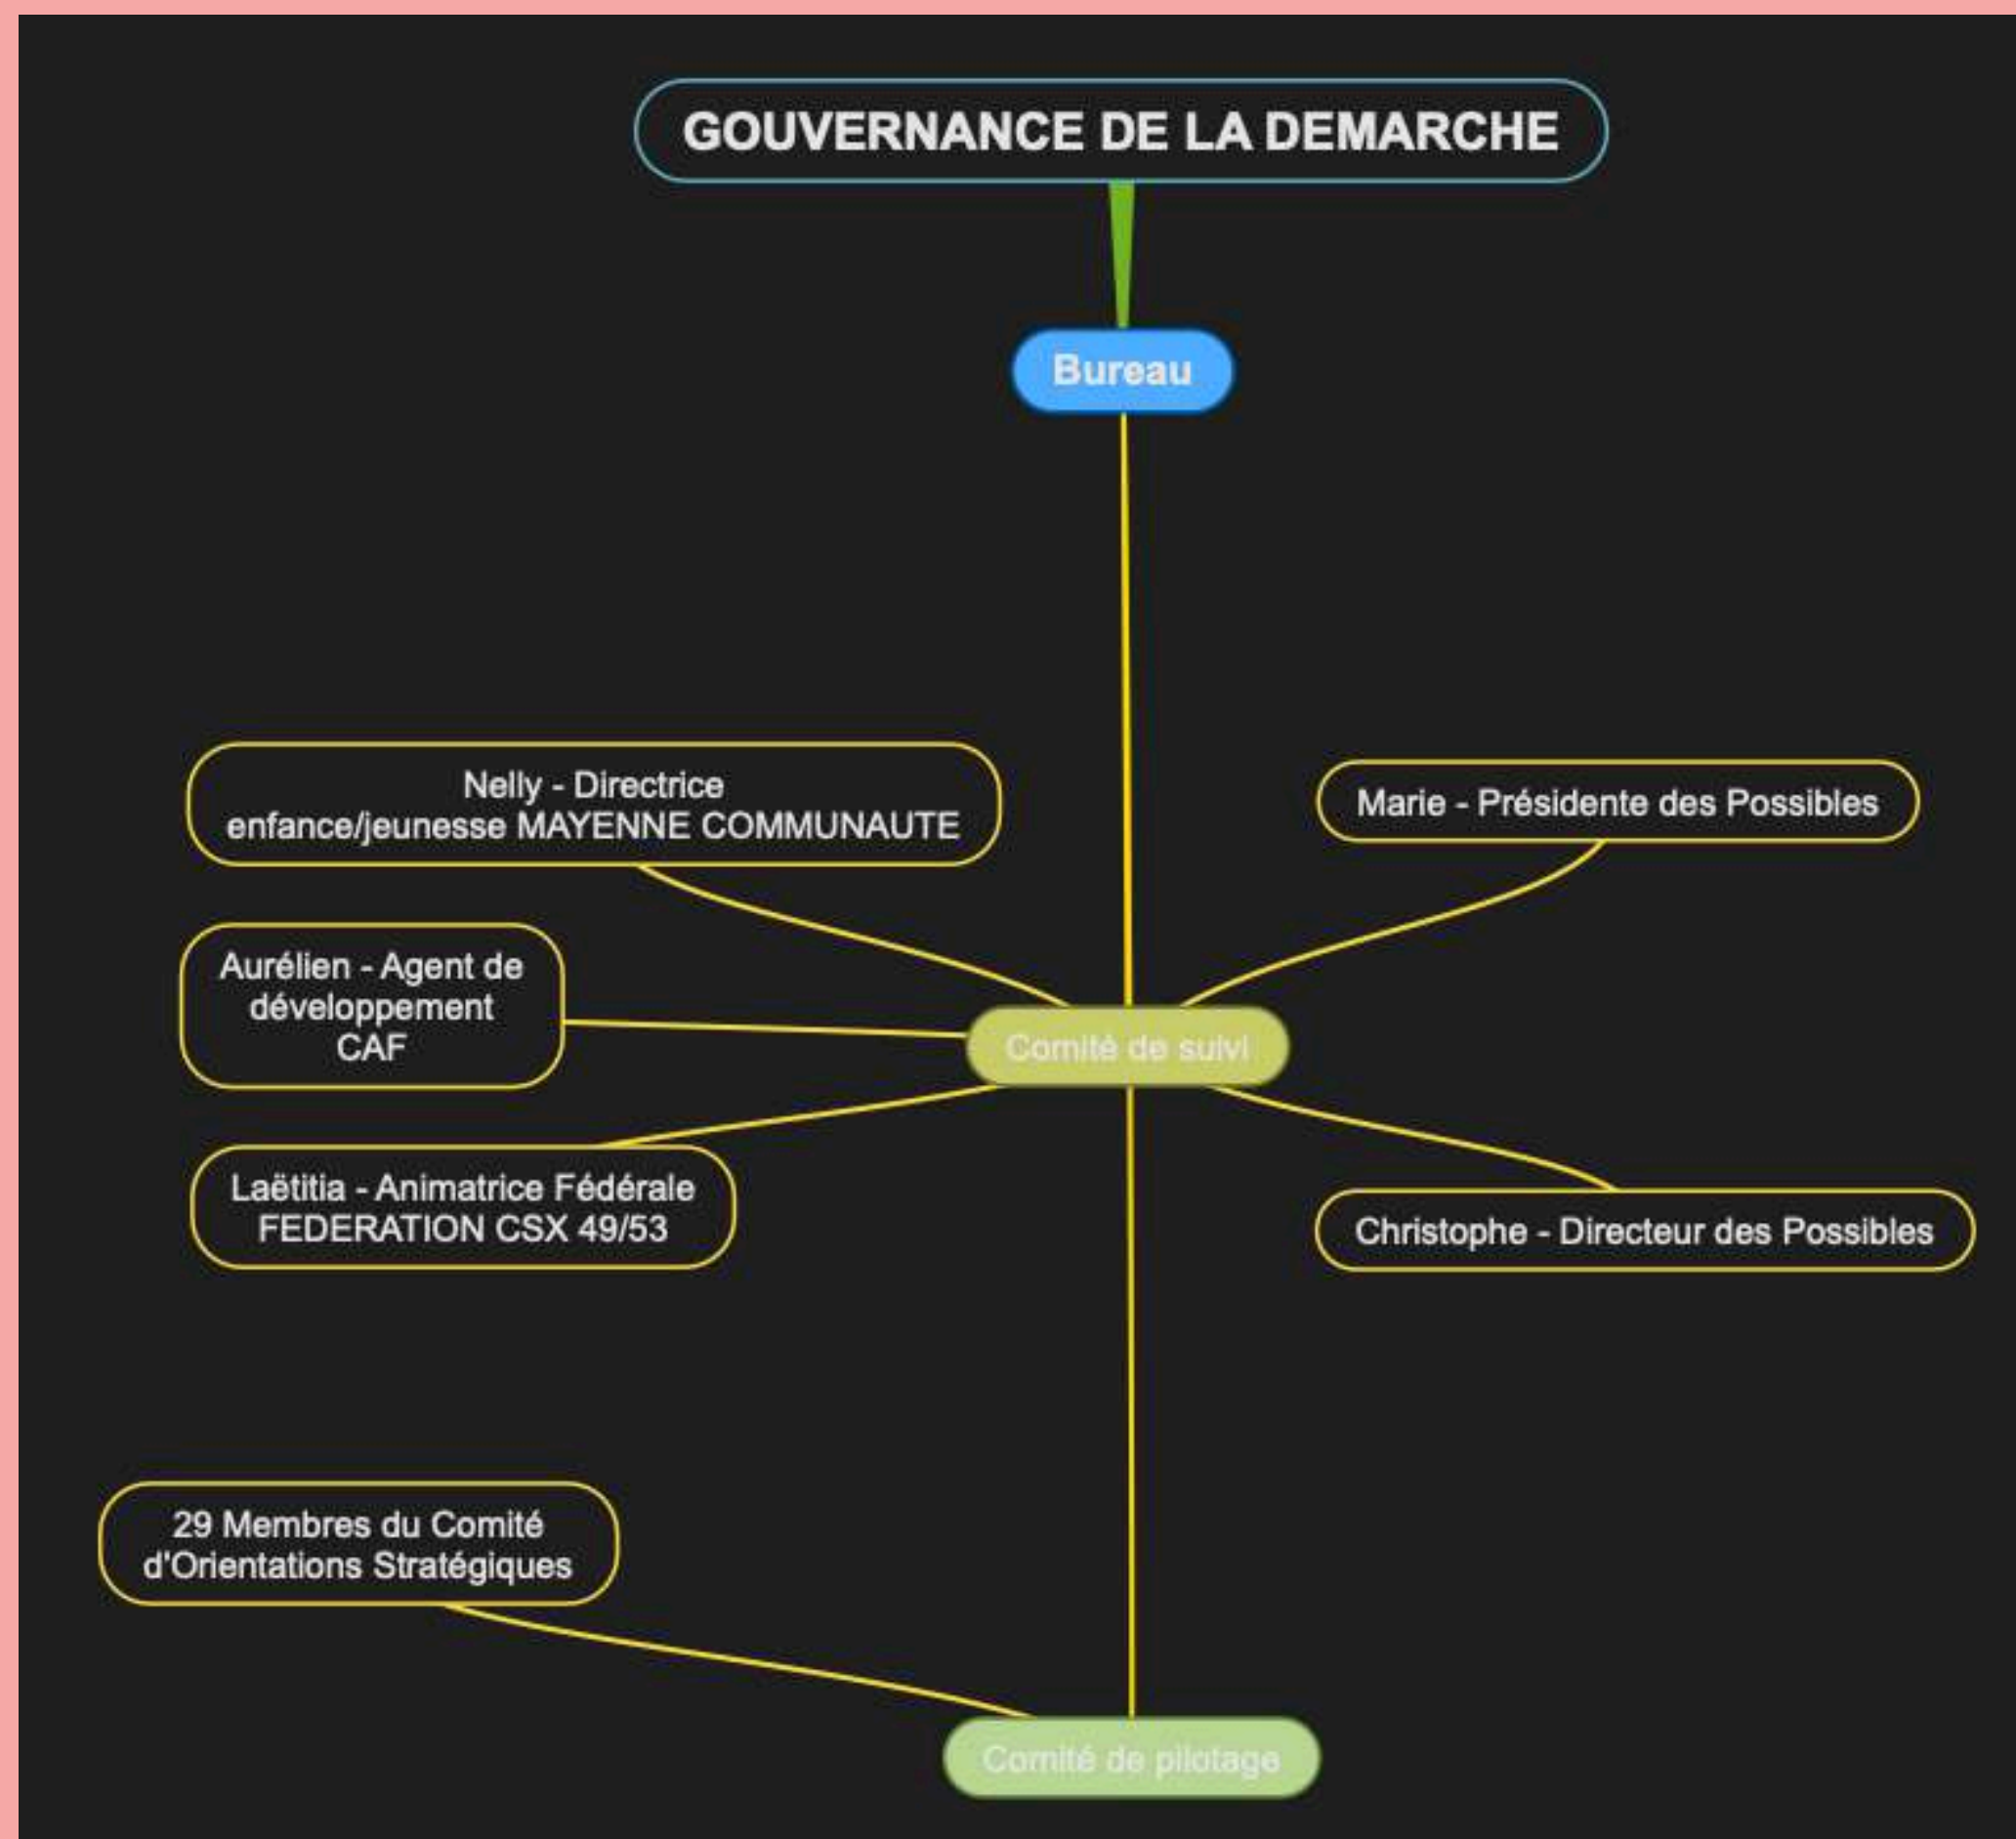 GOUVERNANCE DE LA DEMARCHE
Bureau
Nelly - Directrice
enfance/jeunesse MAYENNE COMMUNAUTE
Marie - Présidente des Possibles
Aurélien - Agent de
développement
CAF
Comité de suivi
Laëtitia - Animatrice Fédérale
FEDERATION CSX 49/53
Christophe - Directeur des Possibles
29 Membres du Comité
d'Orientations Stratégiques
Comité de pilotage